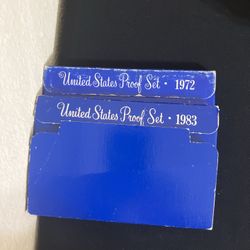 United States Proof Set • 1972
United States Proof Set • 1983